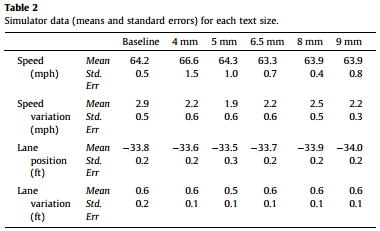 Table 2
Simulator data (means and standard errors) for each text size.
Baseline 4 mm 5 mm 6.5 mm 8 mm 9 mm
Speed Mean 64.2 66.6 64.3 63.3 63.9 63.9
(mph) Std. 0.5 1.5 1.0 0.7 0.4 0.8
Err
Speed Mean 2.9 2.2 1.9 2.2 2.5 2.2
variation Std. 0.5 0.6 0.6 0.6 0.5 0.3
(mph) Err
Lane Mean −33.8 −33.6 −33.5 −33.7 −33.9 −34.0
position Std. 0.2 0.2 0.3 0.2 0.2 0.2
(ft) Err
Lane Mean 0.6 0.6 0.5 0.6 0.6 0.6
variation Std. 0.2 0.1 0.1 0.1 0.1 0.1
(ft) Err